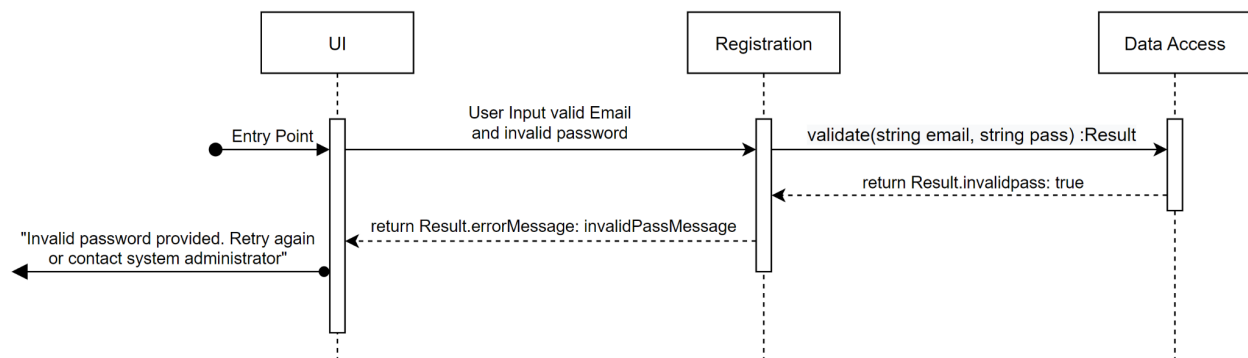 UI
Registration
Data Access
User Input valid Email
and invalid password
Entry Point
validate(string email, string pass) :Result
return Result.invalidpass: true
return Result.errorMessage: invalidPassMessage
"Invalid password provided. Retry again
or contact system administrator"